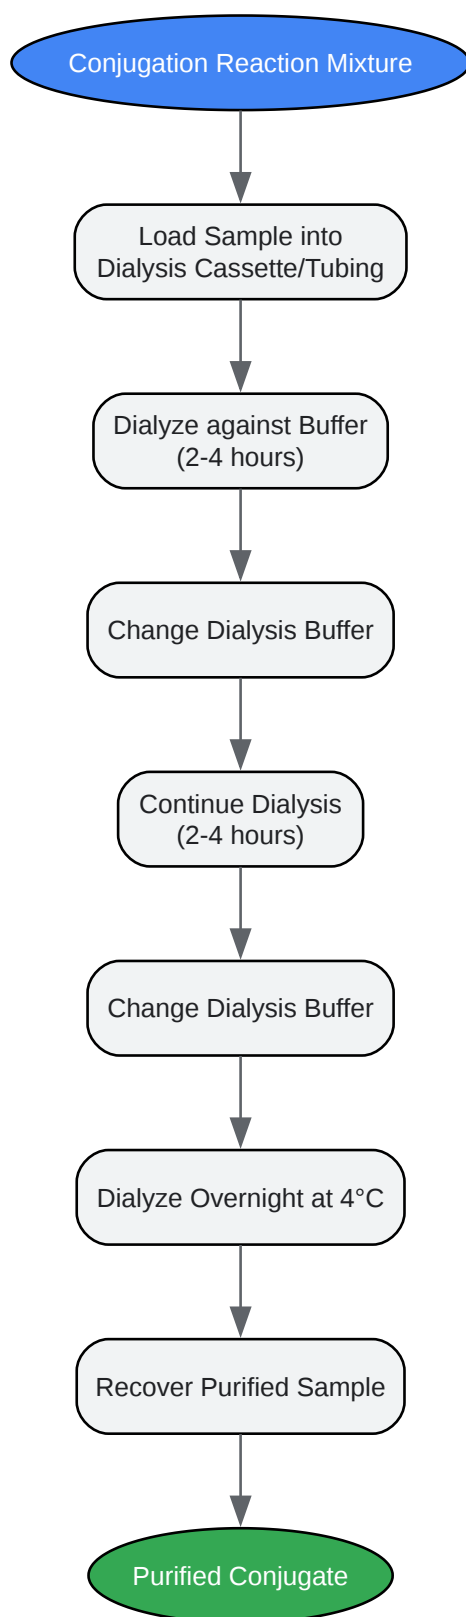 Conjugation Reaction Mixture
Load Sample into
Dialysis Cassette/Tubing
Dialyze against Buffer
(2-4 hours)
Change Dialysis Buffer
Continue Dialysis
(2-4 hours)
Change Dialysis Buffer
Dialyze Overnight at 4°C
Recover Purified Sample
Purified Conjugate